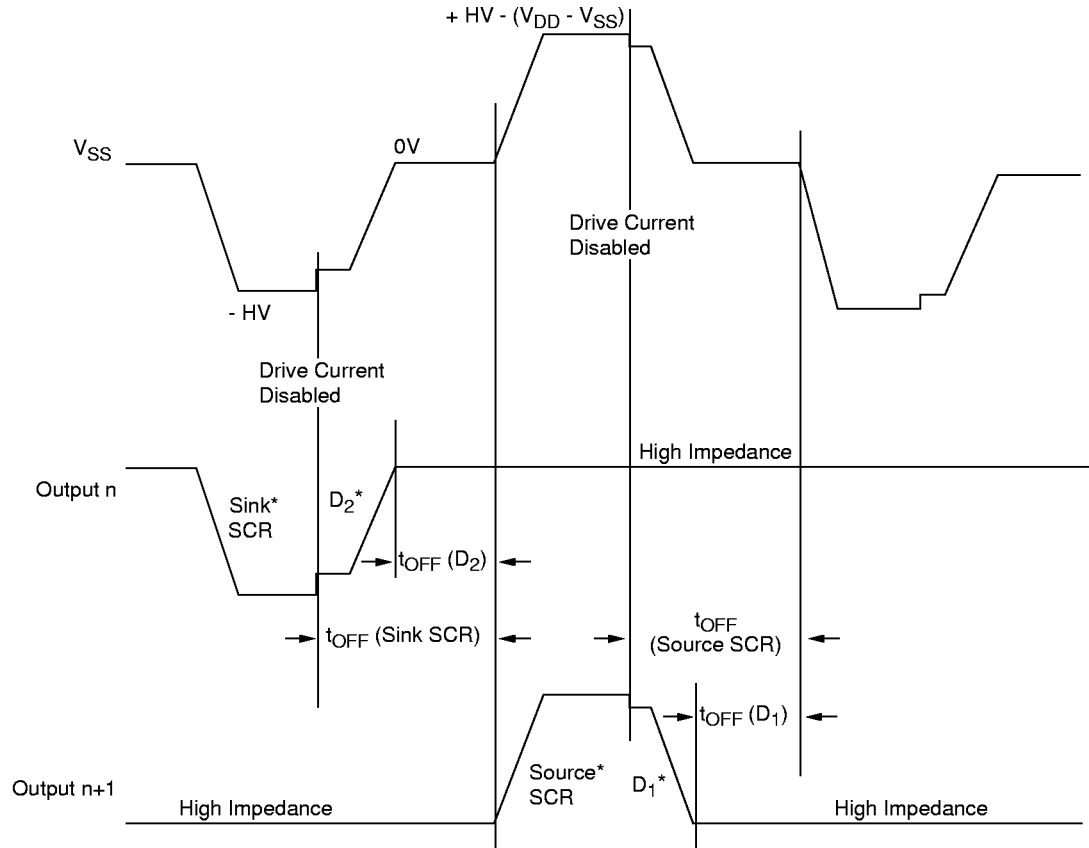 + HV - (VDD - VSS)
VSS
0V
Drive Current
Disabled
- HV
Drive Current
Disabled
High Impedance
Output n
Sink*
SCR
D2*
tOFF (D2)
tOFF (Sink SCR)
tOFF
(Source SCR)
tOFF (D1)
Output n+1
High Impedance
Source*
SCR
D1*
High Impedance